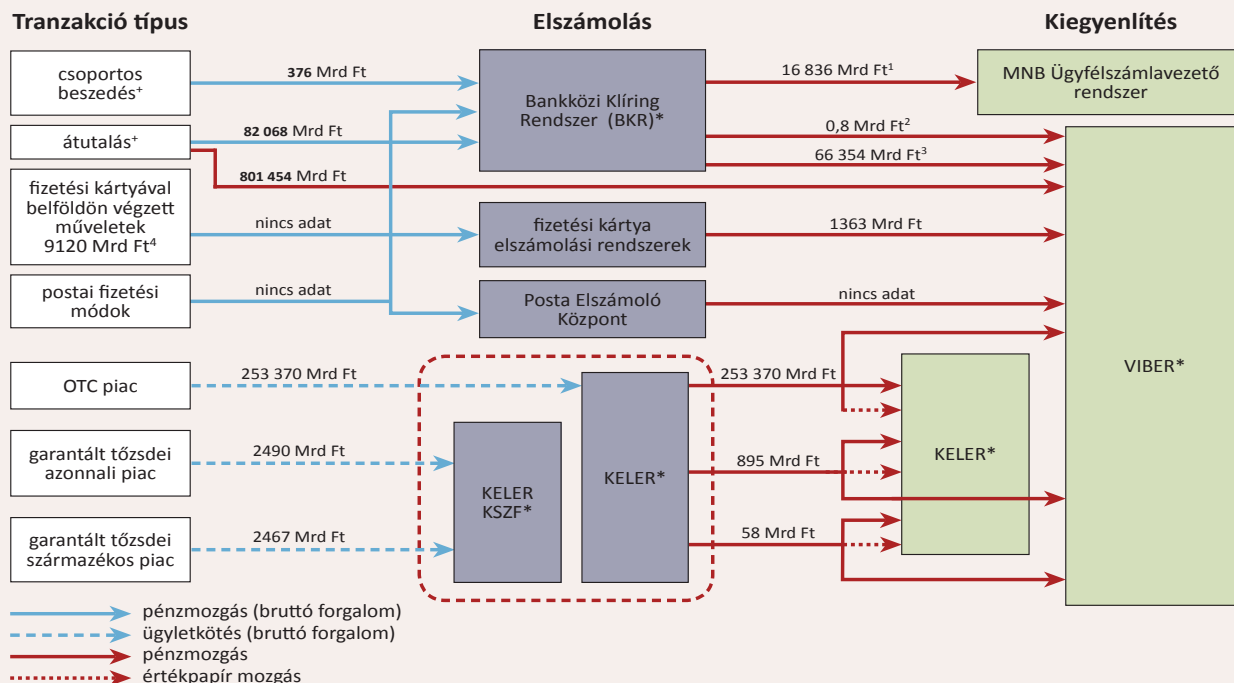 Tranzakció típus
Elszámolás
Kiegyenlítés
csoportos
beszedés⁺
376 Mrd Ft
Bankközi Klíring
Rendszer (BKR)*
16 836 Mrd Ft¹
MNB Ügyfélszámlavezető
rendszer
átutalás⁺
82 068 Mrd Ft
0,8 Mrd Ft²
66 354 Mrd Ft³
801 454 Mrd Ft
fizetési kártyával
belföldön végzett
műveletek
9120 Mrd Ft⁴
nincs adat
fizetési kártya
elszámolási rendszerek
1363 Mrd Ft
postai fizetési
módok
nincs adat
Posta Elszámoló
Központ
nincs adat
VIBER*
OTC piac
253 370 Mrd Ft
253 370 Mrd Ft
garantált tőzsdei
azonnali piac
2490 Mrd Ft
KELER
KSZF*
KELER*
895 Mrd Ft
KELER*
garantált tőzsdei
származékos piac
2467 Mrd Ft
58 Mrd Ft
pénzmozgás (bruttó forgalom)
ügyletkötés (bruttó forgalom)
pénzmozgás
értékpapír mozgás